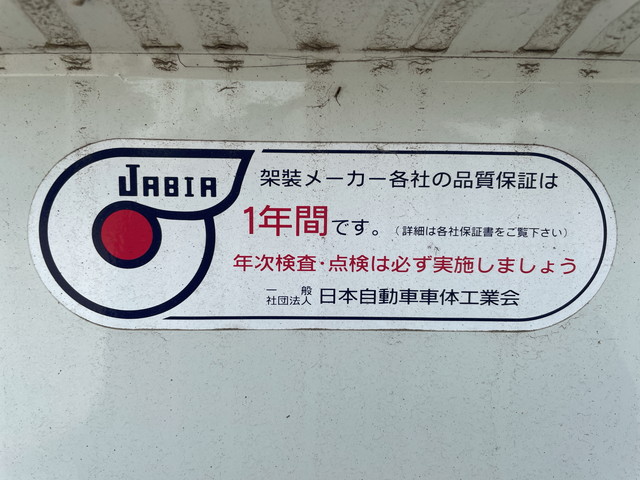 JABIA
架装メーカー各社の品質保証は
1年間です。(詳細は各社保証書をご覧下さい)
年次検査・点検は必ず実施しましょう
一般
社団法人 日本自動車車体工業会